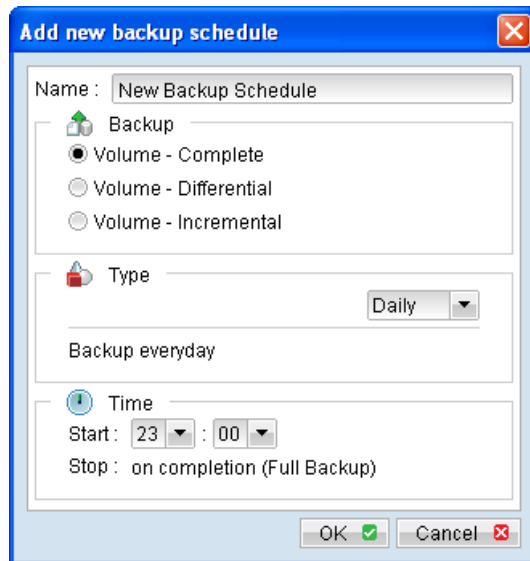 Add new backup schedule
Name : New Backup Schedule
Backup
Volume - Complete
Volume - Differential
Volume - Incremental
Type
Daily
Backup everyday
Time
Start : 23 : 00
Stop : on completion (Full Backup)
OK Cancel